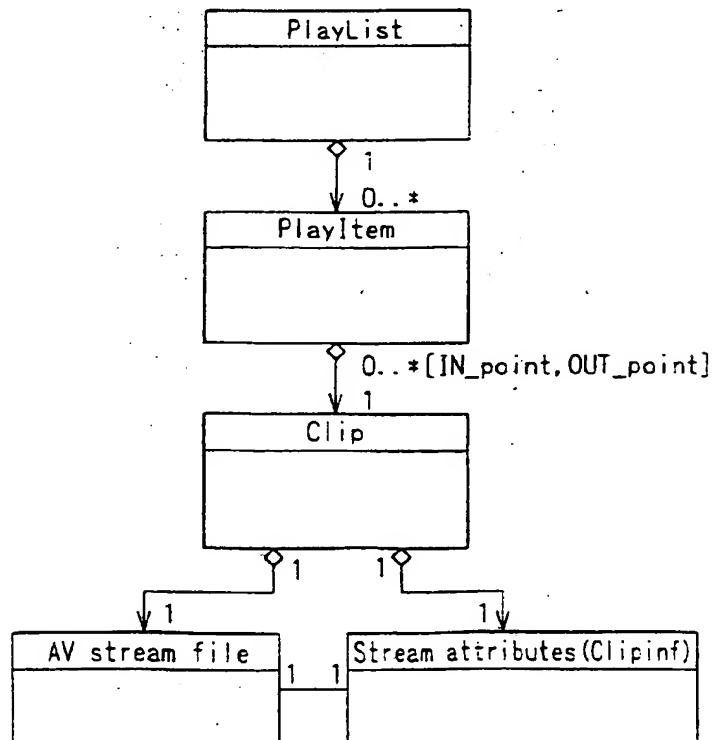 PlayList
1
0..*
PlayItem
0..*[IN_point,OUT_point]
1
Clip
1 1
1 1
AV stream file
Stream attributes(Clipinf)
1 1